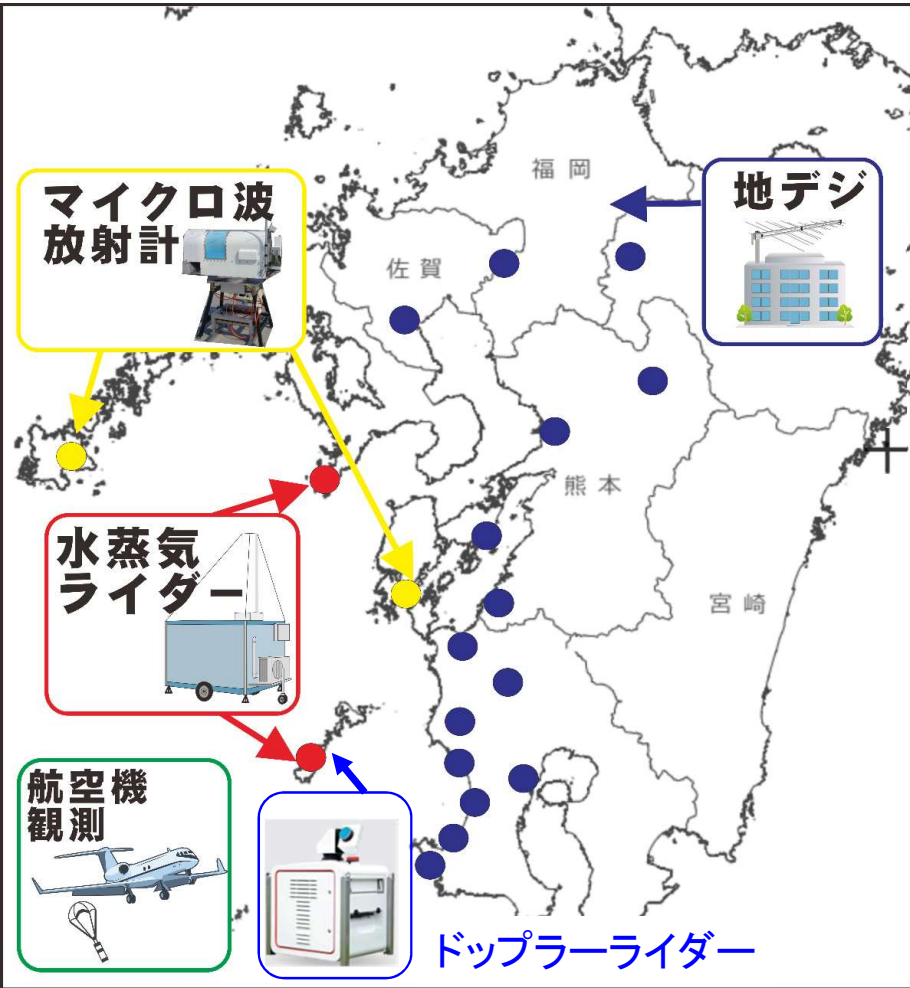 福岡
マイクロ波
放射計
地デジ
佐賀
熊本
水蒸気
ライダー
宮崎
航空機
観測
ドップラーライダー